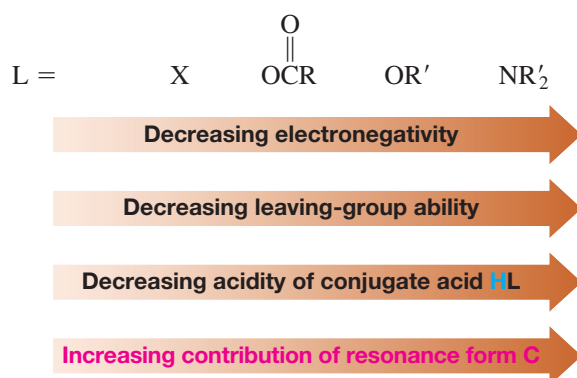 O
||
L = X OCR OR′ NR′₂
Decreasing electronegativity
Decreasing leaving-group ability
Decreasing acidity of conjugate acid HL
Increasing contribution of resonance form C